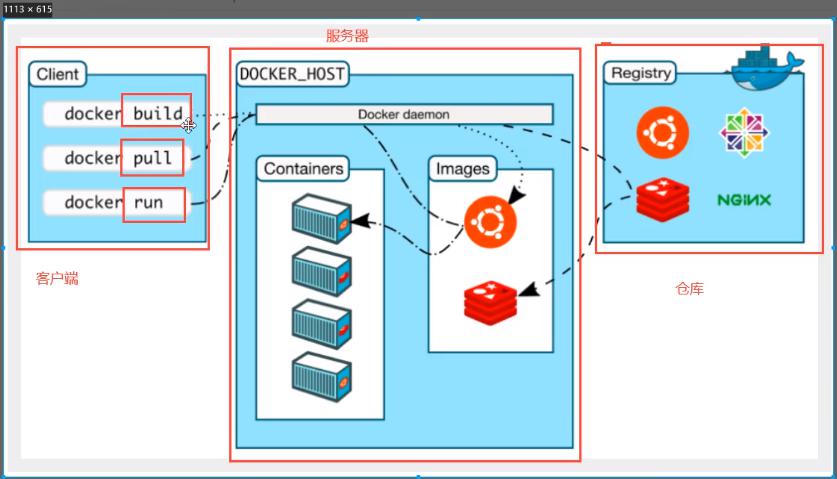 1113 × 615
服务器
Client
DOCKER_HOST
Registry
docker build
Docker daemon
docker pull
Containers
Images
docker run
NGINX
客户端
仓库